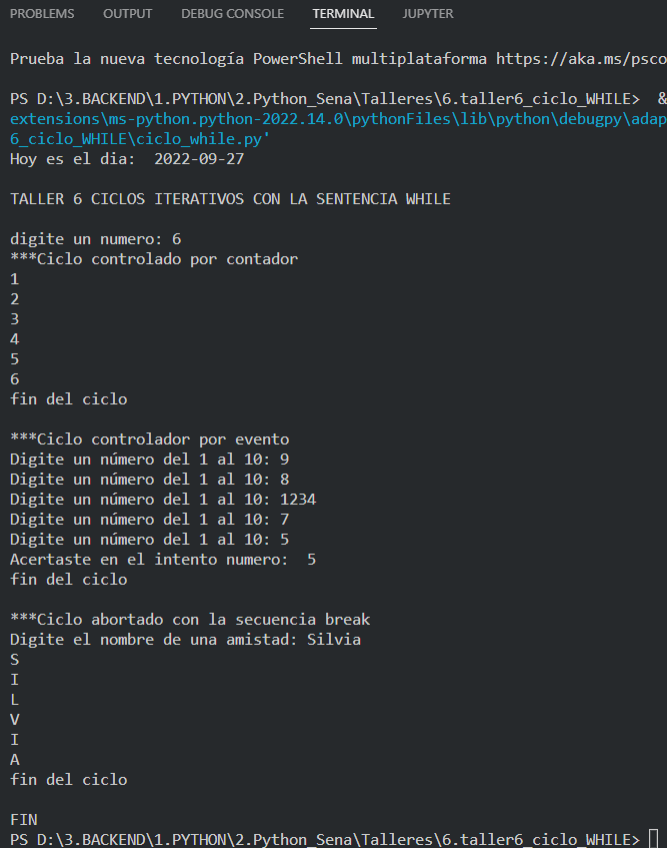 PROBLEMS OUTPUT DEBUG CONSOLE TERMINAL JUPYTER
Prueba la nueva tecnología PowerShell multiplataforma https://aka.ms/psco
PS D:\3.BACKEND\1.PYTHON\2.Python_Sena\Talleres\6.taller6_ciclo_WHILE> &
extensions\ms-python.python-2022.14.0\pythonFiles\lib\python\debugpy\adap
6_ciclo_WHILE\ciclo_while.py'
Hoy es el dia:  2022-09-27
TALLER 6 CICLOS ITERATIVOS CON LA SENTENCIA WHILE
digite un numero: 6
***Ciclo controlado por contador
1
2
3
4
5
6
fin del ciclo
***Ciclo controlador por evento
Digite un número del 1 al 10: 9
Digite un número del 1 al 10: 8
Digite un número del 1 al 10: 1234
Digite un número del 1 al 10: 7
Digite un número del 1 al 10: 5
Acertaste en el intento numero:  5
fin del ciclo
***Ciclo abortado con la secuencia break
Digite el nombre de una amistad: Silvia
S
I
L
V
I
A
fin del ciclo
FIN
PS D:\3.BACKEND\1.PYTHON\2.Python_Sena\Talleres\6.taller6_ciclo_WHILE>